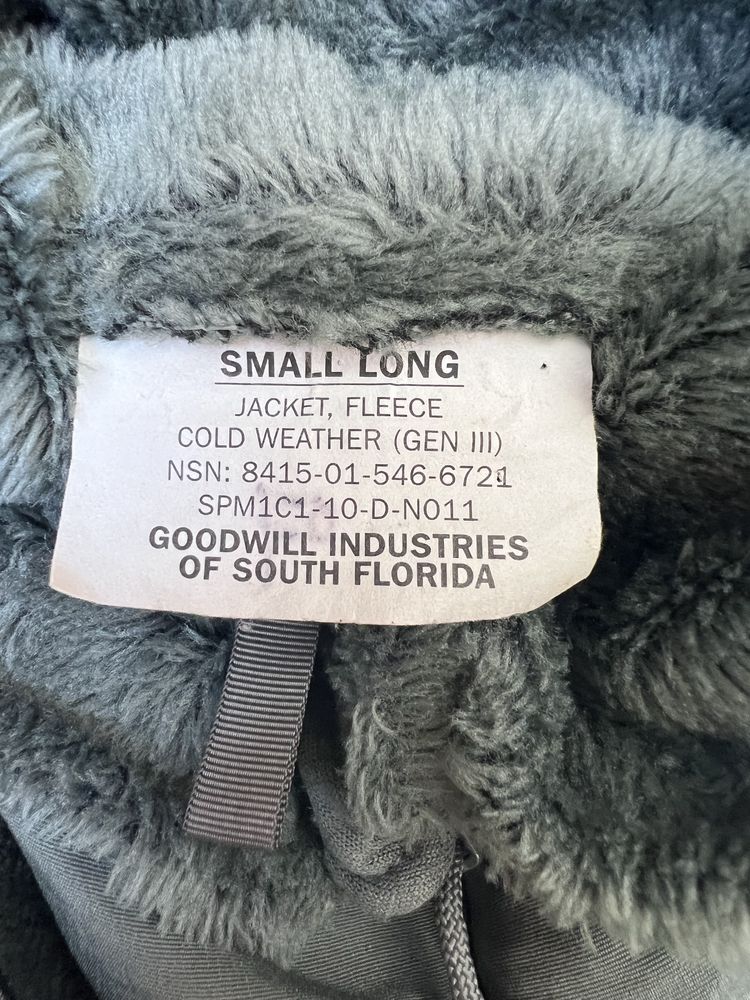 SMALL LONG
JACKET, FLEECE
COLD WEATHER (GEN III)
NSN: 8415-01-546-6721
SPM1C1-10-D-N011
GOODWILL INDUSTRIES
OF SOUTH FLORIDA